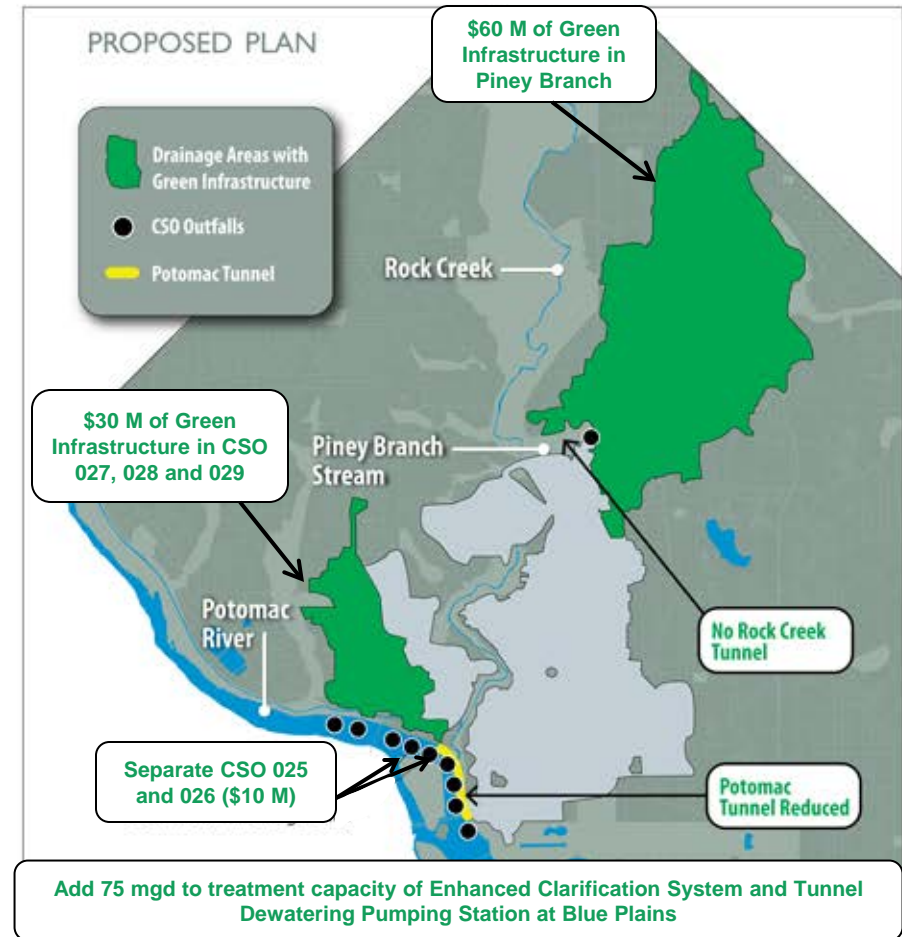 PROPOSED PLAN
$60 M of Green
Infrastructure in
Piney Branch
Drainage Areas with
Green Infrastructure
CSO Outfalls
Potomac Tunnel
Rock Creek
$30 M of Green
Infrastructure in CSO
027, 028 and 029
Piney Branch
Stream
Potomac
River
No Rock Creek
Tunnel
Separate CSO 025
and 026 ($10 M)
Potomac
Tunnel Reduced
Add 75 mgd to treatment capacity of Enhanced Clarification System and Tunnel
Dewatering Pumping Station at Blue Plains